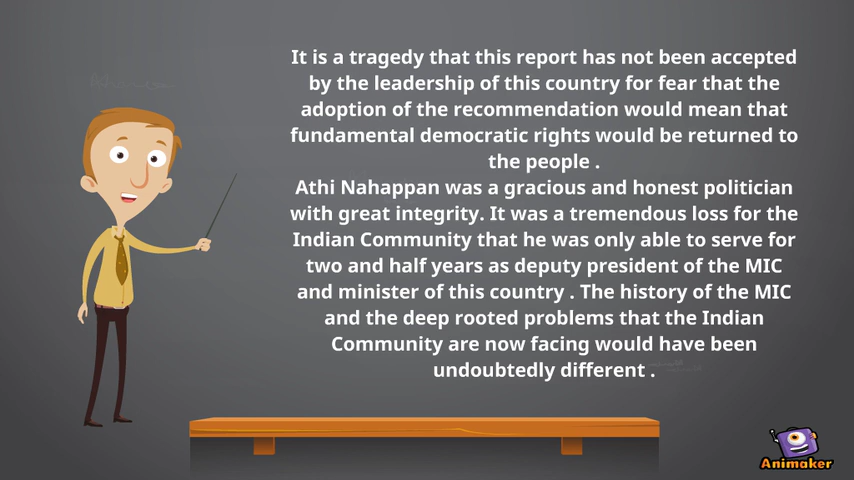 It is a tragedy that this report has not been accepted
by the leadership of this country for fear that the
adoption of the recommendation would mean that
fundamental democratic rights would be returned to
the people .
Athi Nahappan was a gracious and honest politician
with great integrity. It was a tremendous loss for the
Indian Community that he was only able to serve for
two and half years as deputy president of the MIC
and minister of this country . The history of the MIC
and the deep rooted problems that the Indian
Community are now facing would have been
undoubtedly different .
Animaker